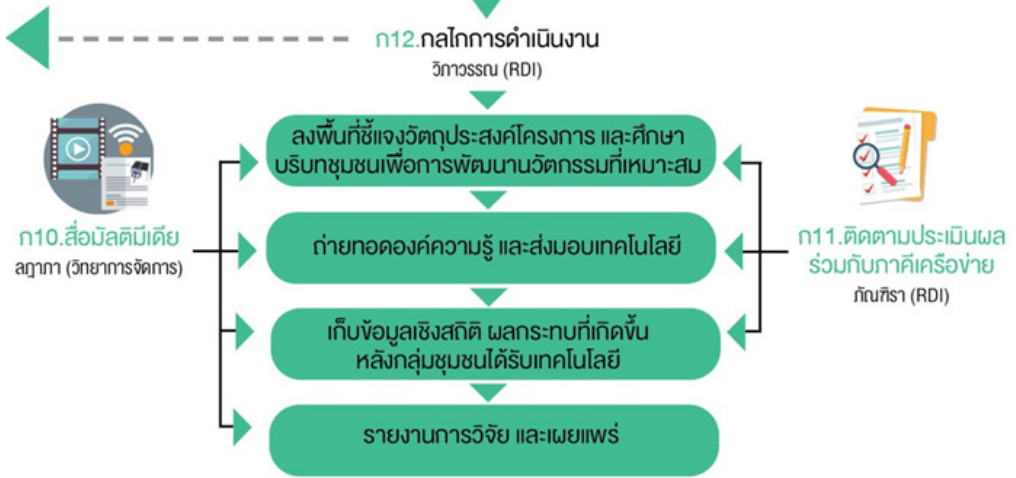 ก12.กลไกการดำเนินงาน
วิภาวรรณ (RDI)
ลงพื้นที่ชี้แจงวัตถุประสงค์โครงการ และศึกษา
บริบทชุมชนเพื่อการพัฒนานวัตกรรมที่เหมาะสม
ก10.สื่อมัลติมีเดีย
ลฎาภา (วิทยาการจัดการ)
ถ่ายทอดองค์ความรู้ และส่งมอบเทคโนโลยี
ก11.ติดตามประเมินผล
ร่วมกับภาคีเครือข่าย
ภัณฑิรา (RDI)
เก็บข้อมูลเชิงสถิติ ผลกระทบที่เกิดขึ้น
หลังกลุ่มชุมชนได้รับเทคโนโลยี
รายงานการวิจัย และเผยแพร่